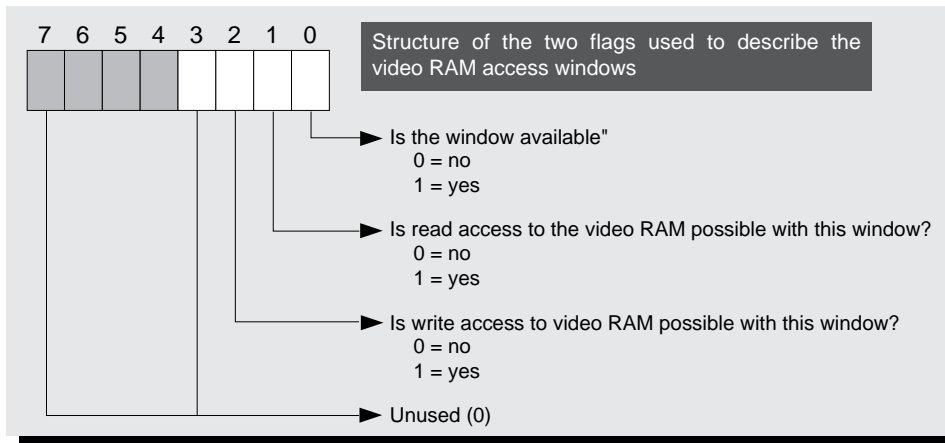 7 6 5 4 3 2 1 0
Structure of the two flags used to describe the
video RAM access windows
Is the window available"
0 = no
1 = yes
Is read access to the video RAM possible with this window?
0 = no
1 = yes
Is write access to video RAM possible with this window?
0 = no
1 = yes
Unused (0)